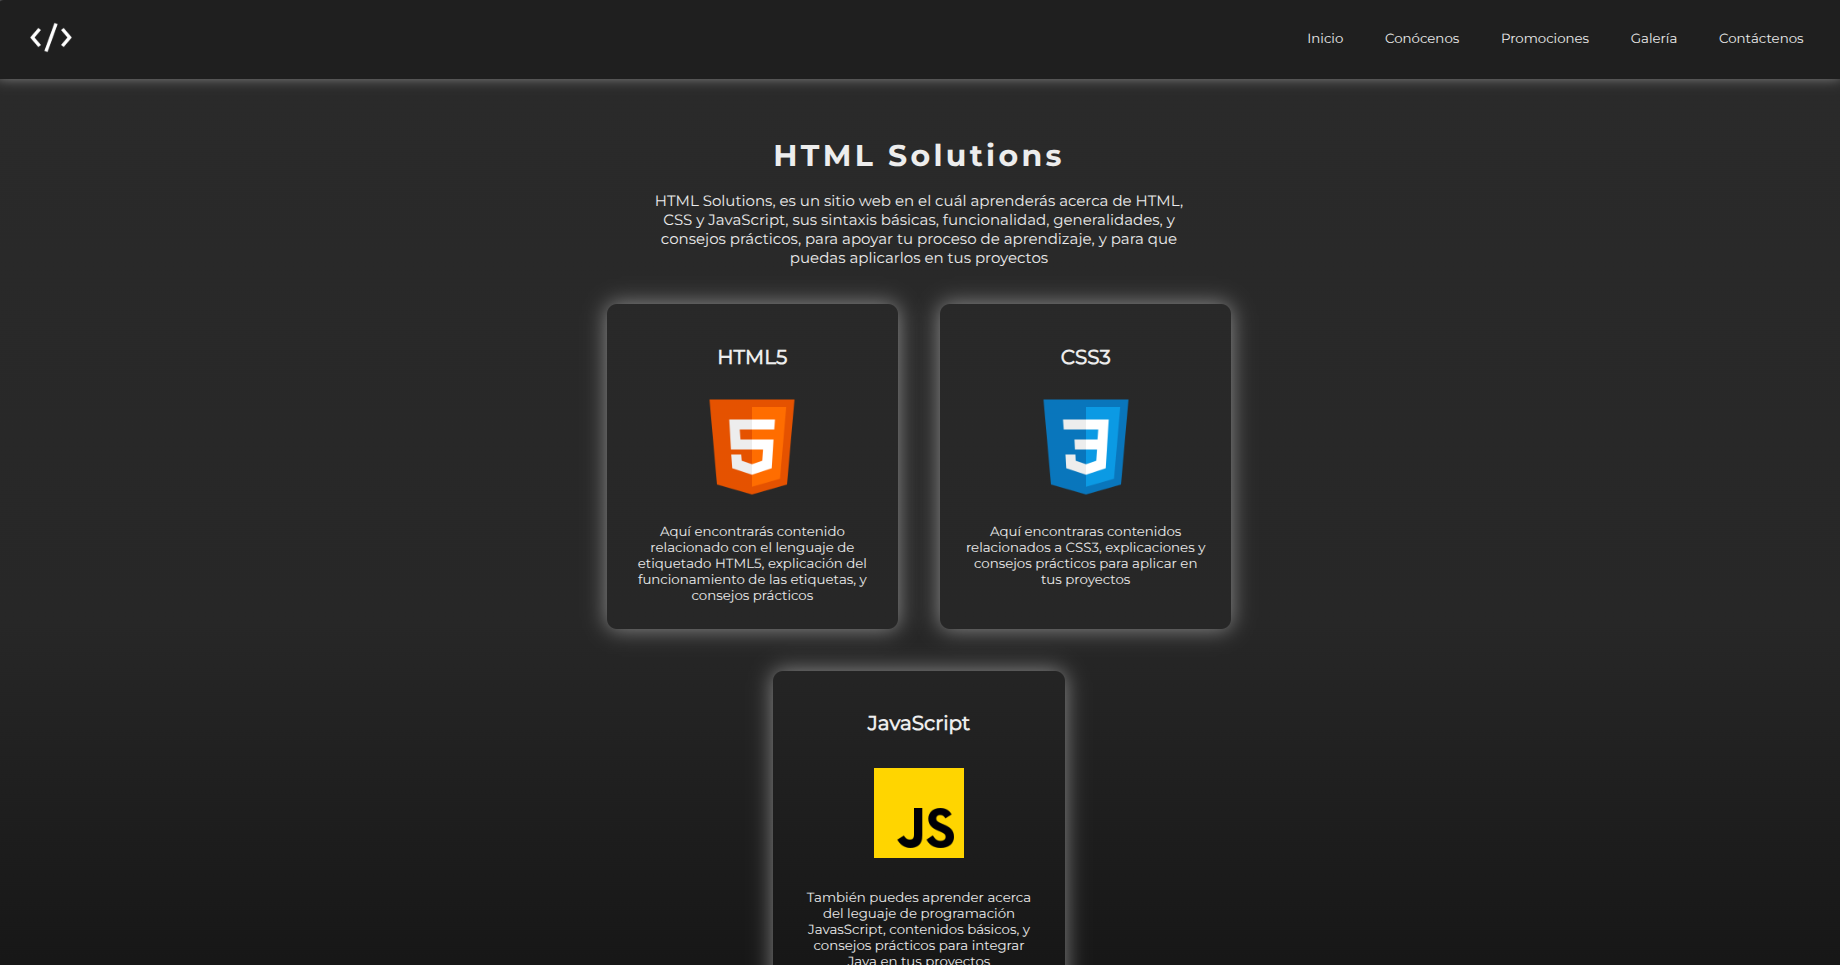 </>
Inicio Conócenos Promociones Galería Contáctenos
HTML Solutions
HTML Solutions, es un sitio web en el cuál aprenderás acerca de HTML,
CSS y JavaScript, sus sintaxis básicas, funcionalidad, generalidades, y
consejos prácticos, para apoyar tu proceso de aprendizaje, y para que
puedas aplicarlos en tus proyectos
HTML5
5
Aquí encontrarás contenido
relacionado con el lenguaje de
etiquetado HTML5, explicación del
funcionamiento de las etiquetas, y
consejos prácticos
CSS3
3
Aquí encontraras contenidos
relacionados a CSS3, explicaciones y
consejos prácticos para aplicar en
tus proyectos
JavaScript
JS
También puedes aprender acerca
del leguaje de programación
JavasScript, contenidos básicos, y
consejos prácticos para integrar
Java en tus proyectos